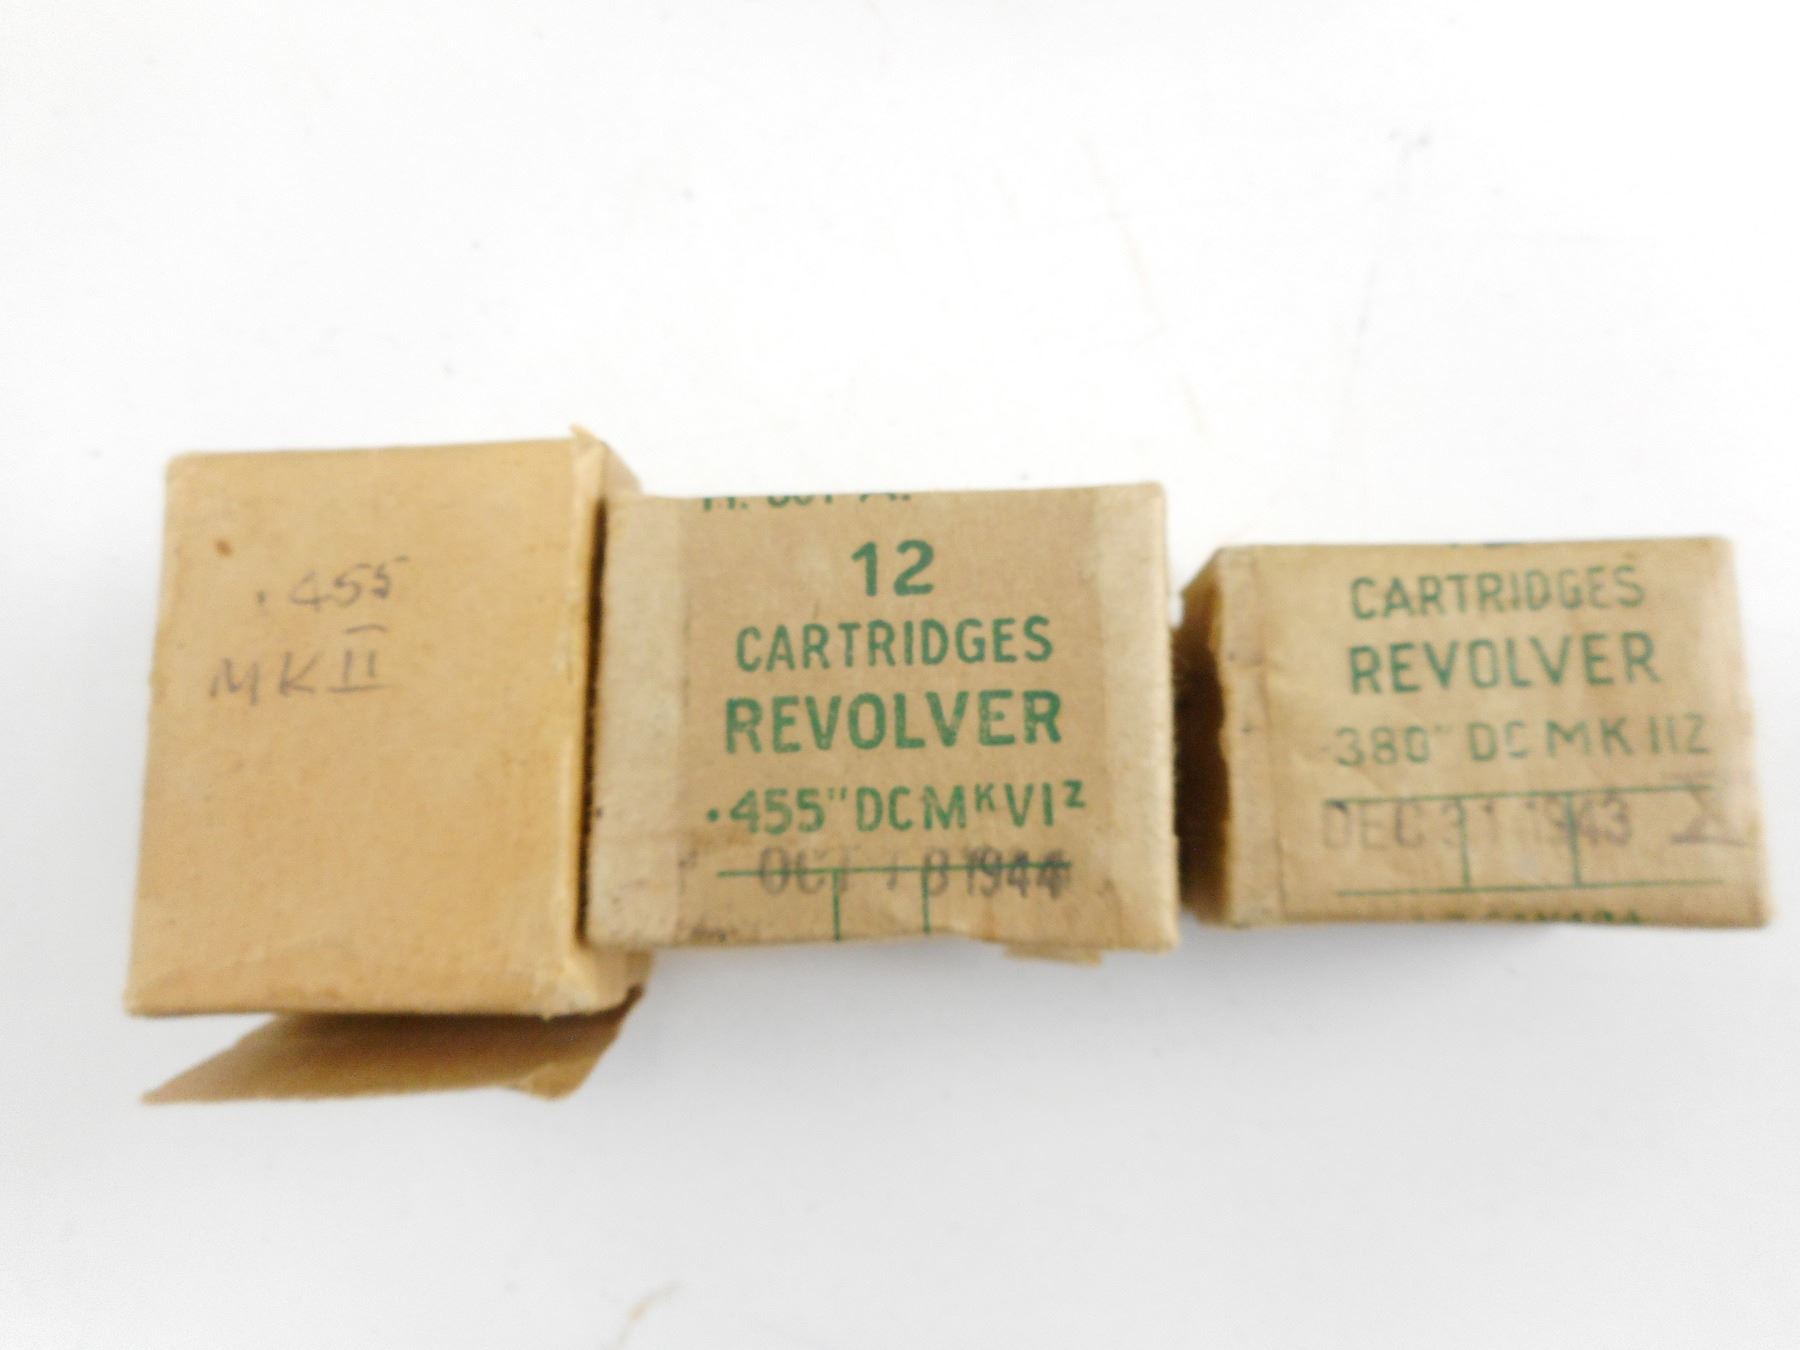 .455
MK II
12
CARTRIDGES
REVOLVER
.455" DC MK VI Z
1944
CARTRIDGES
REVOLVER
.380" DC MK IIZ
DEC 31 1943